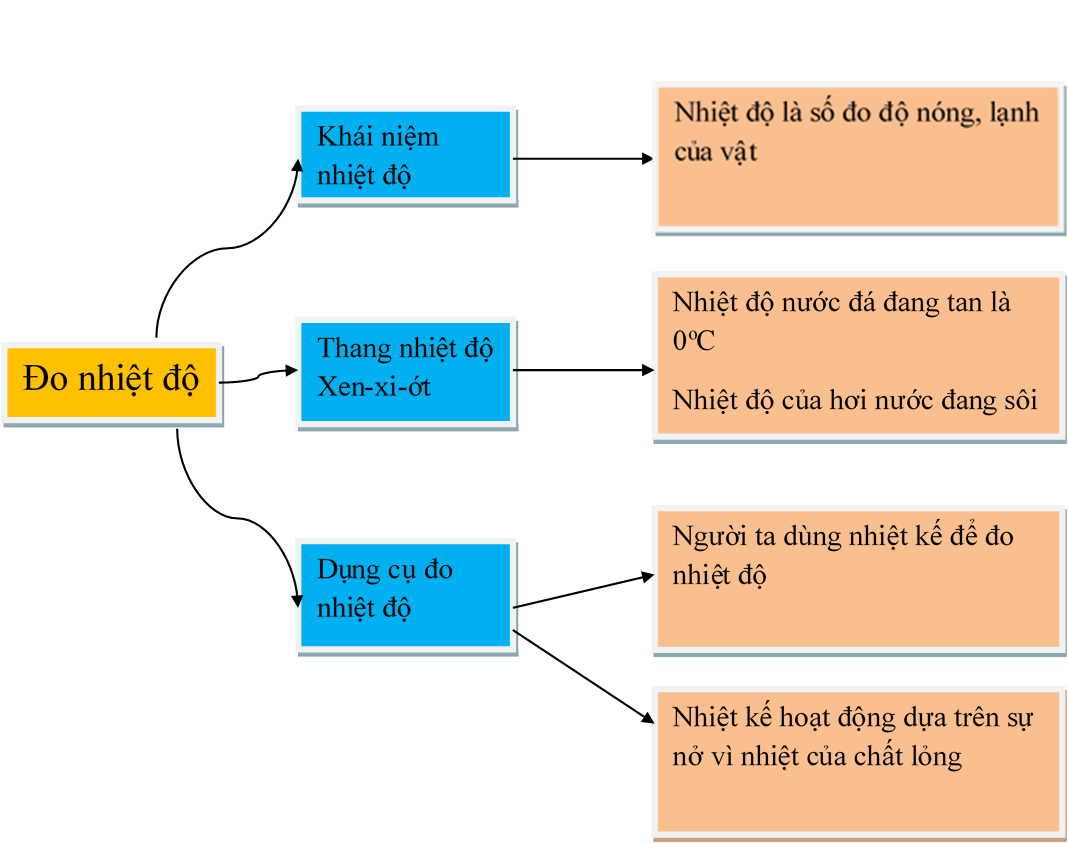 Khái niệm
nhiệt độ
Nhiệt độ là số đo độ nóng, lạnh
của vật
Đo nhiệt độ
Thang nhiệt độ
Xen-xi-ớt
Nhiệt độ nước đá đang tan là
0ºC
Nhiệt độ của hơi nước đang sôi
Dụng cụ đo
nhiệt độ
Người ta dùng nhiệt kế để đo
nhiệt độ
Nhiệt kế hoạt động dựa trên sự
nở vì nhiệt của chất lỏng